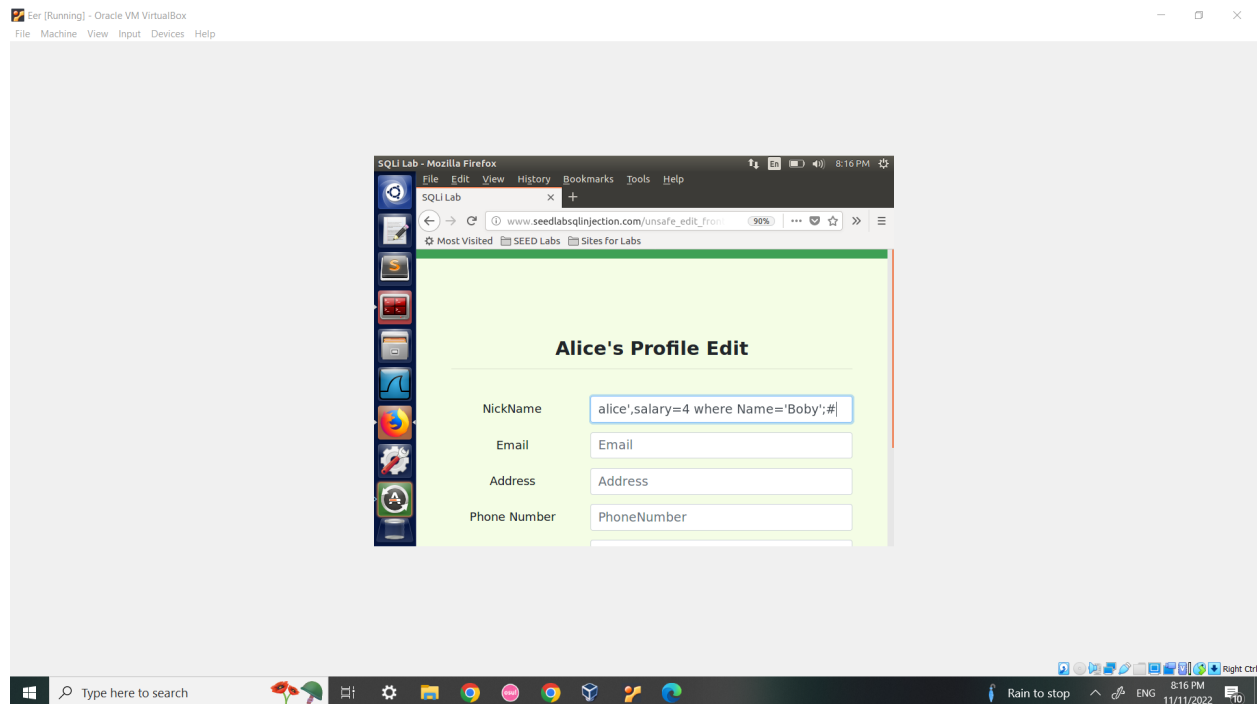 Eer [Running] - Oracle VM VirtualBox
File Machine View Input Devices Help
SQLi Lab - Mozilla Firefox En 8:16 PM
File Edit View History Bookmarks Tools Help
SQLi Lab
www.seedlabsqlinjection.com/unsafe_edit_fron 90%
Most Visited SEED Labs Sites for Labs
Alice's Profile Edit
NickName alice',salary=4 where Name='Boby';#
Email Email
Address Address
Phone Number PhoneNumber
Right Ctrl
Type here to search osu! Rain to stop ENG 8:16 PM
11/11/2022 10